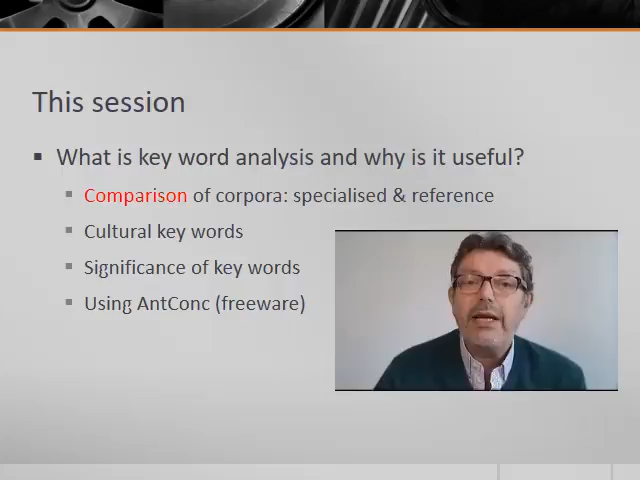 This session
What is key word analysis and why is it useful?
Comparison of corpora: specialised & reference
Cultural key words
Significance of key words
Using AntConc (freeware)